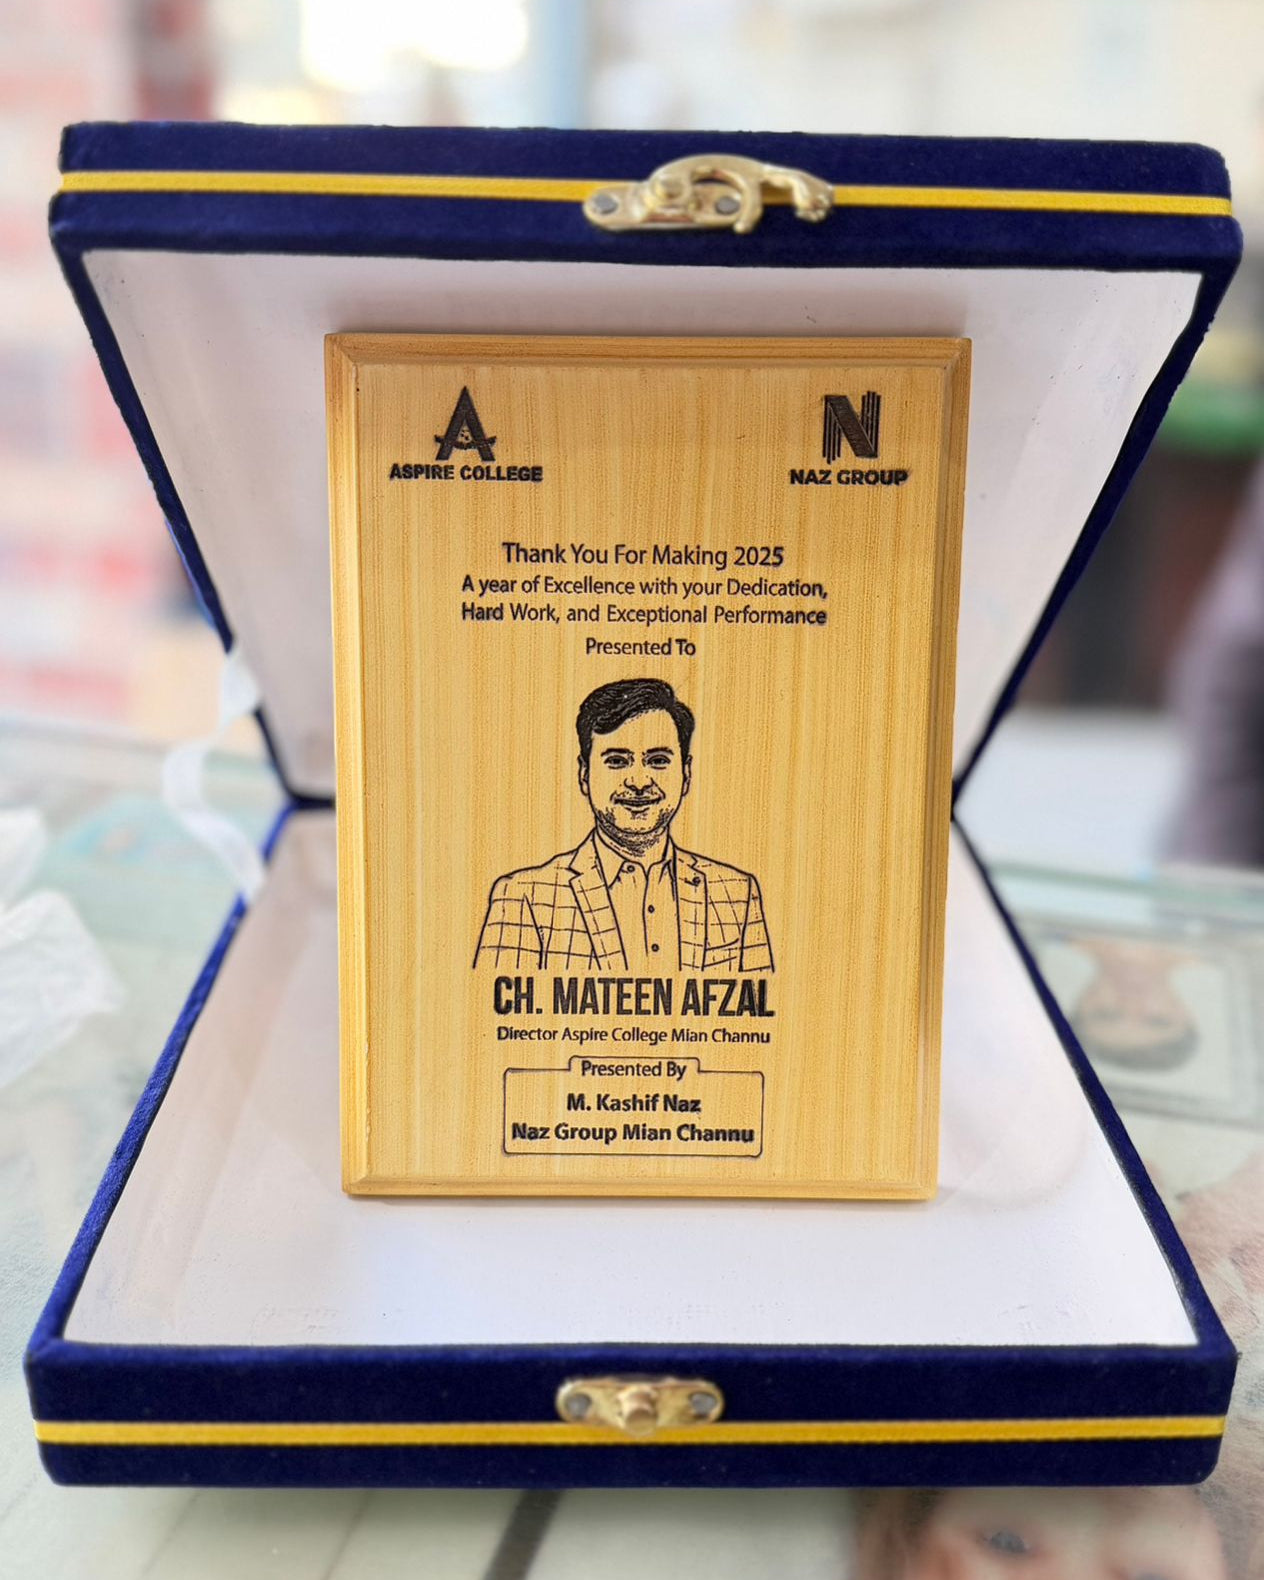 ASPIRE COLLEGE
NAZ GROUP
Thank You For Making 2025
A year of Excellence with your Dedication,
Hard Work, and Exceptional Performance
Presented To
CH. MATEEN AFZAL
Director Aspire College Mian Channu
Presented By
M. Kashif Naz
Naz Group Mian Channu